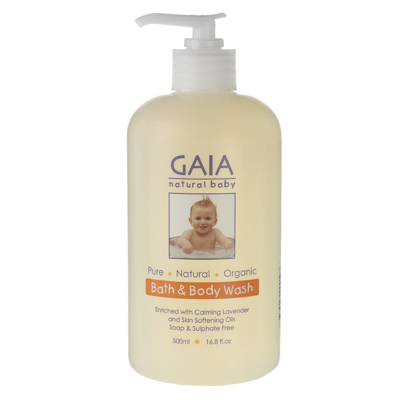 GAIA
natural baby
Pure • Natural • Organic
Bath & Body Wash
Enriched with Calming Lavender
and Skin Softening Oils
Soap & Sulphate Free
500ml • 16.8 fl oz